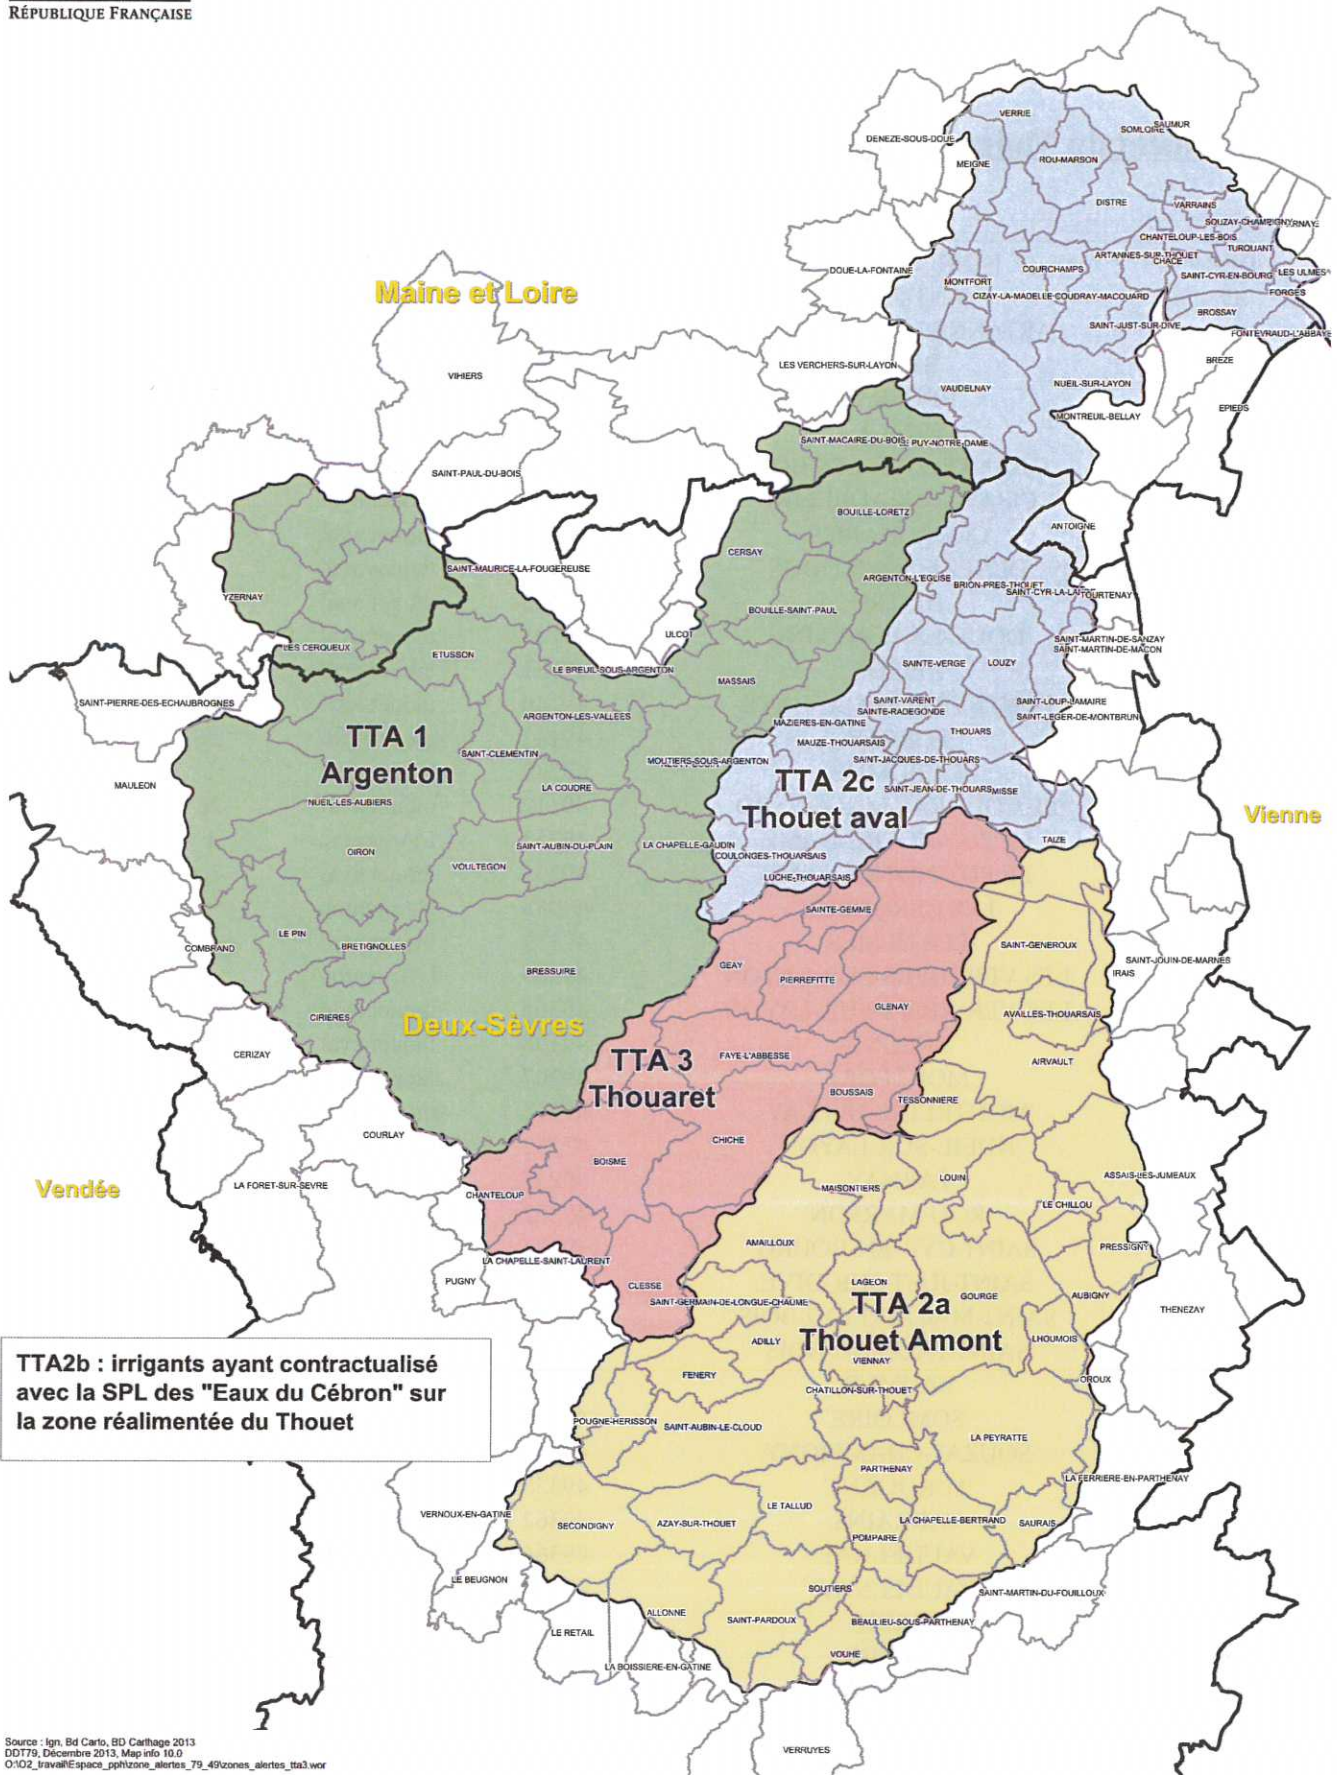 RÉPUBLIQUE FRANÇAISE
VERRIE
SOMLOIRE
SAUMUR
DENEZE-SOUS-DOUE
MEIGNE
ROU-MARSON
DISTRE
VARRAINS
SOUZAY-CHAMPIGNY
CHANTELOUP-LES-BOIS
TURQUANT
ARTANNES-SUR-THOUET
CHACE
DOUE-LA-FONTAINE
COURCHAMPS
SAINT-CYR-EN-BOURG
LES ULMES
MONTFORT
CIZAY-LA-MADELLE
COUDRAY-MACOUARD
FORGES
Maine et Loire
BROSSAY
SAINT-JUST-SUR-DIVE
FONTEVRAUD-L'ABBAYE
BREZE
LES VERCHERS-SUR-LAYON
VIHIERS
VAUDELNAY
NUEIL-SUR-LAYON
EPIEDS
MONTREUIL-BELLAY
SAINT-MACAIRE-DU-BOIS
PUY-NOTRE-DAME
SAINT-PAUL-DU-BOIS
BOUILLE-LORETZ
ANTOIGNE
CERSAY
SAINT-MAURICE-LA-FOUGEREUSE
ARGENTON-L'EGLISE
BRION-PRES-THOUET
SAINT-CYR-LA-LANDE
TOURTENAY
YZERNAY
BOUILLE-SAINT-PAUL
ULCOT
SAINT-MARTIN-DE-SANZAY
SAINT-MARTIN-DE-MACON
LES CERQUEUX
ETUSSON
LE BREUIL-SOUS-ARGENTON
SAINTE-VERGE
LOUZY
MASSAIS
SAINT-PIERRE-DES-ECHAUBROGNES
SAINT-VARENT
SAINT-LOUP-LAMAIRE
SAINTE-RADEGONDE
SAINT-LEGER-DE-MONTBRUN
ARGENTON-LES-VALLEES
MAZIERES-EN-GATINE
THOUARS
TTA 1
Argenton
MAUZE-THOUARSAIS
SAINT-CLEMENTIN
MOUTIERS-SOUS-ARGENTON
SAINT-JACQUES-DE-THOUARS
MAULEON
LA COUDRE
TTA 2c
Thouet aval
SAINT-JEAN-DE-THOUARS
MISSE
NUEIL-LES-AUBIERS
Vienne
TAIZE
OIRON
SAINT-AUBIN-DU-PLAIN
LA CHAPELLE-GAUDIN
COULONGES-THOUARSAIS
VOULTEGON
LUCHE-THOUARSAIS
SAINTE-GEMME
LE PIN
COMBRAND
BRETIGNOLLES
SAINT-GENEROUX
SAINT-JOUIN-DE-MARNES
GEAY
BRESSUIRE
PIERREFITTE
IRAIS
GLENAY
AVAILLES-THOUARSAIS
CIRIERES
Deux-Sèvres
CERIZAY
TTA 3
Thouaret
FAYE-L'ABBESSE
AIRVAULT
BOUSSAIS
TESSONNIERE
COURLAY
CHICHE
BOISME
LOUIN
ASSAIS-LES-JUMEAUX
Vendée
LA FORET-SUR-SEVRE
MAISONTIERS
CHANTELOUP
LE CHILLOU
AMAILLOUX
PRESSIGNY
LA CHAPELLE-SAINT-LAURENT
PUGNY
CLESSE
LAGEON
GOURGE
AUBIGNY
SAINT-GERMAIN-DE-LONGUE-CHAUME
TTA 2a
Thouet Amont
THENEZAY
ADILLY
LHOUMOIS
TTA2b : irrigants ayant contractualisé
avec la SPL des "Eaux du Cébron" sur
la zone réalimentée du Thouet
VIENNAY
FENERY
OROUX
CHATILLON-SUR-THOUET
POUGNE-HERISSON
SAINT-AUBIN-LE-CLOUD
LA PEYRATTE
PARTHENAY
LA FERRIERE-EN-PARTHENAY
LE TALLUD
VERNOUX-EN-GATINE
SECONDIGNY
AZAY-SUR-THOUET
LA CHAPELLE-BERTRAND
SAURAIS
POMPAIRE
LE BEUGNON
SOUTIERS
SAINT-MARTIN-DU-FOUILLOUX
ALLONNE
SAINT-PARDOUX
BEAULIEU-SOUS-PARTHENAY
LE RETAIL
VOUHE
LA BOISSIERE-EN-GATINE
VERRUYES
Source : Ign, Bd Carto, BD Carthage 2013
DDT79, Décembre 2013, Map info 10.0
O:\O2_travail\Espace_pph\zone_alertes_79_49\zones_alertes_tta3.wor